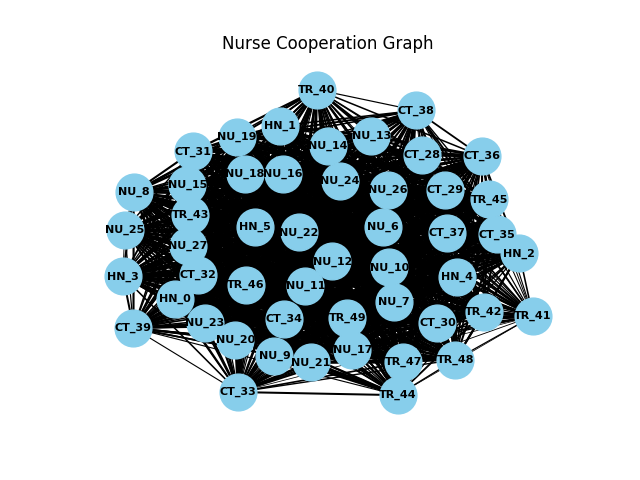 Nurse Cooperation Graph
TR_40
CT_38
HN_1
NU_19
NU_13
NU_14
CT_31
CT_28
CT_36
NU_18
NU_16
NU_24
NU_15
NU_8
NU_26
CT_29
TR_45
TR_43
NU_25
HN_5
NU_22
NU_6
CT_37
CT_35
NU_27
HN_2
NU_12
NU_10
HN_3
CT_32
HN_4
TR_46
NU_11
HN_0
NU_7
TR_42
TR_41
CT_39
NU_23
CT_34
TR_49
CT_30
NU_20
NU_17
NU_9
NU_21
TR_47
TR_48
CT_33
TR_44